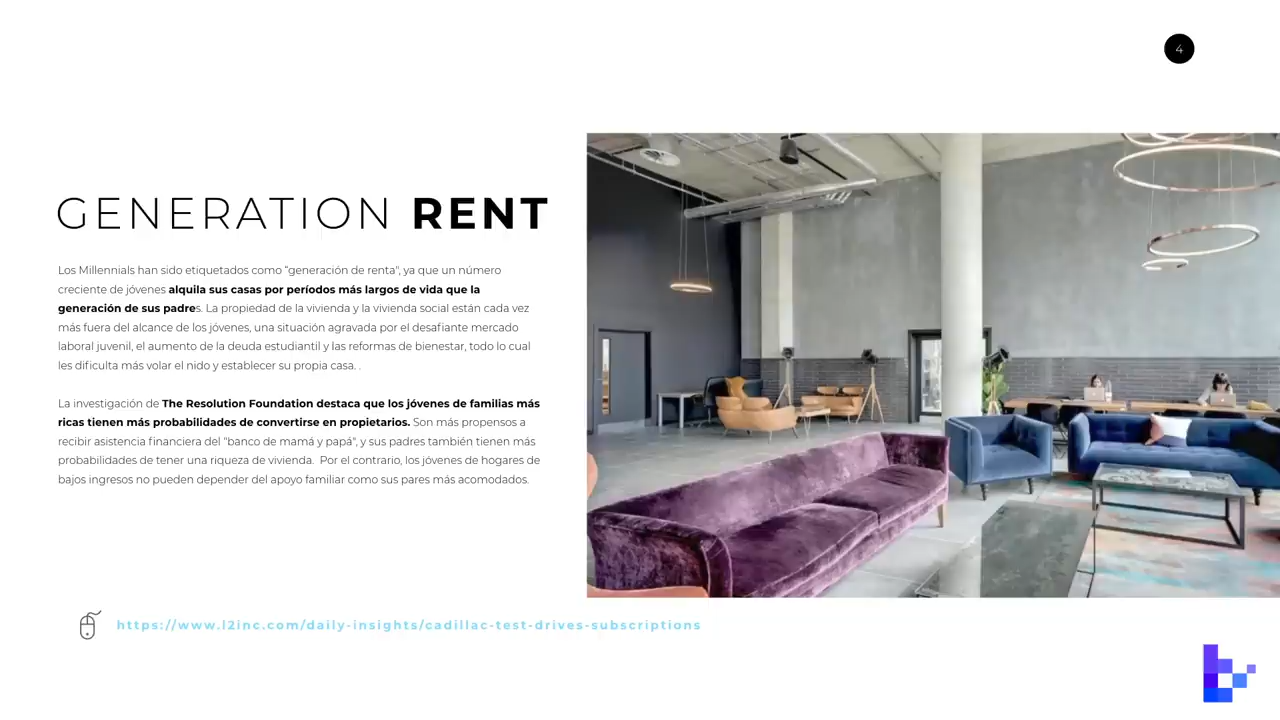 4
GENERATION RENT
Los Millennials han sido etiquetados como “generación de renta", ya que un número
creciente de jóvenes alquila sus casas por períodos más largos de vida que la
generación de sus padres. La propiedad de la vivienda y la vivienda social están cada vez
más fuera del alcance de los jóvenes, una situación agravada por el desafiante mercado
laboral juvenil, el aumento de la deuda estudiantil y las reformas de bienestar, todo lo cual
les dificulta más volar el nido y establecer su propia casa. .
La investigación de The Resolution Foundation destaca que los jóvenes de familias más
ricas tienen más probabilidades de convertirse en propietarios. Son más propensos a
recibir asistencia financiera del "banco de mamá y papá", y sus padres también tienen más
probabilidades de tener una riqueza de vivienda.  Por el contrario, los jóvenes de hogares de
bajos ingresos no pueden depender del apoyo familiar como sus pares más acomodados.
https://www.l2inc.com/daily-insights/cadillac-test-drives-subscriptions